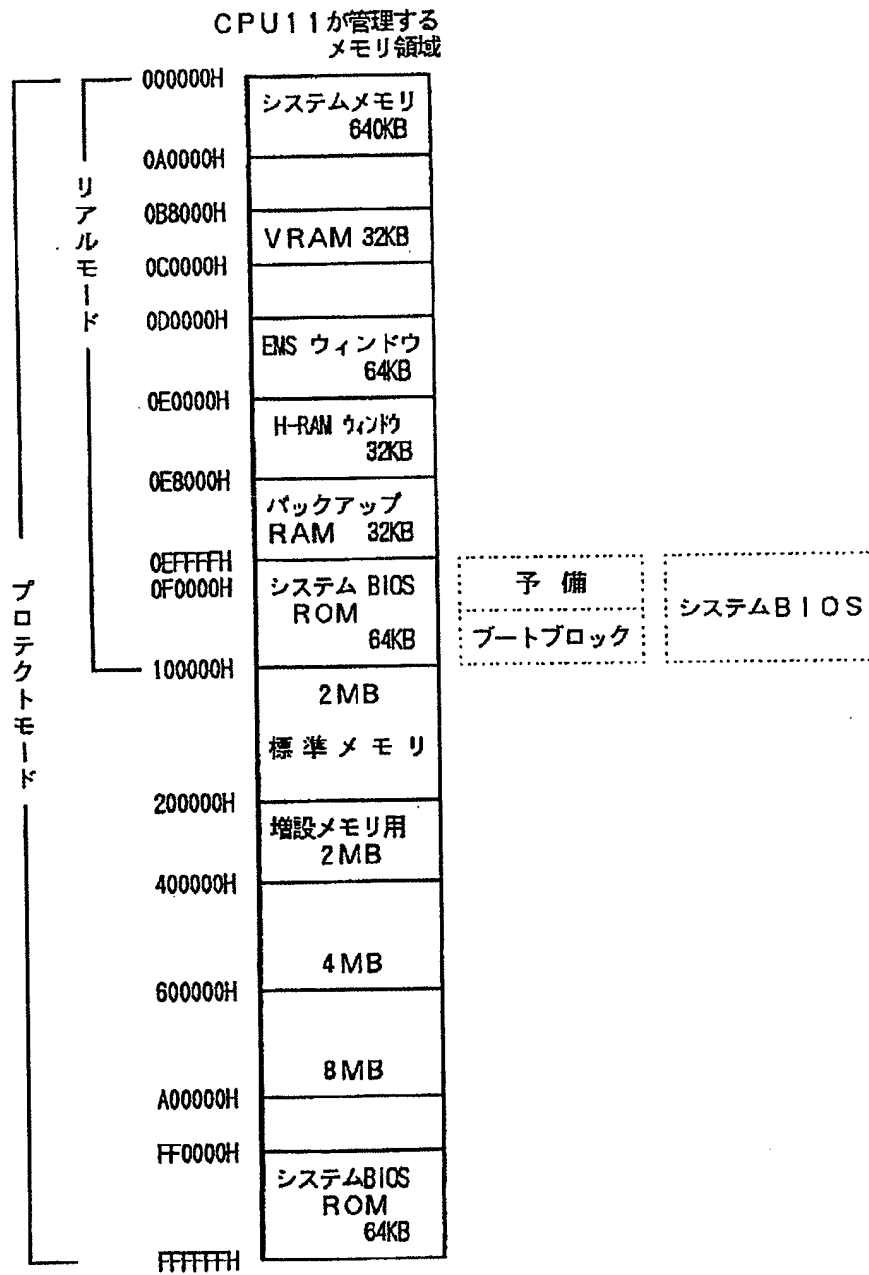 CPU11が管理する
メモリ領域
000000H
システムメモリ
640KB
0A0000H
0B8000H
VRAM 32KB
0C0000H
0D0000H
EMS ウィンドウ
64KB
0E0000H
H-RAM ウィンドウ
32KB
0E8000H
バックアップ
RAM 32KB
0EFFFFH
0F0000H
システム BIOS
ROM
64KB
予備
ブートブロック
システムBIOS
100000H
2MB
標準メモリ
200000H
増設メモリ用
2MB
400000H
4MB
600000H
8MB
A00000H
FF0000H
システムBIOS
ROM
64KB
FFFFFFH
リアルモード
プロテクトモード